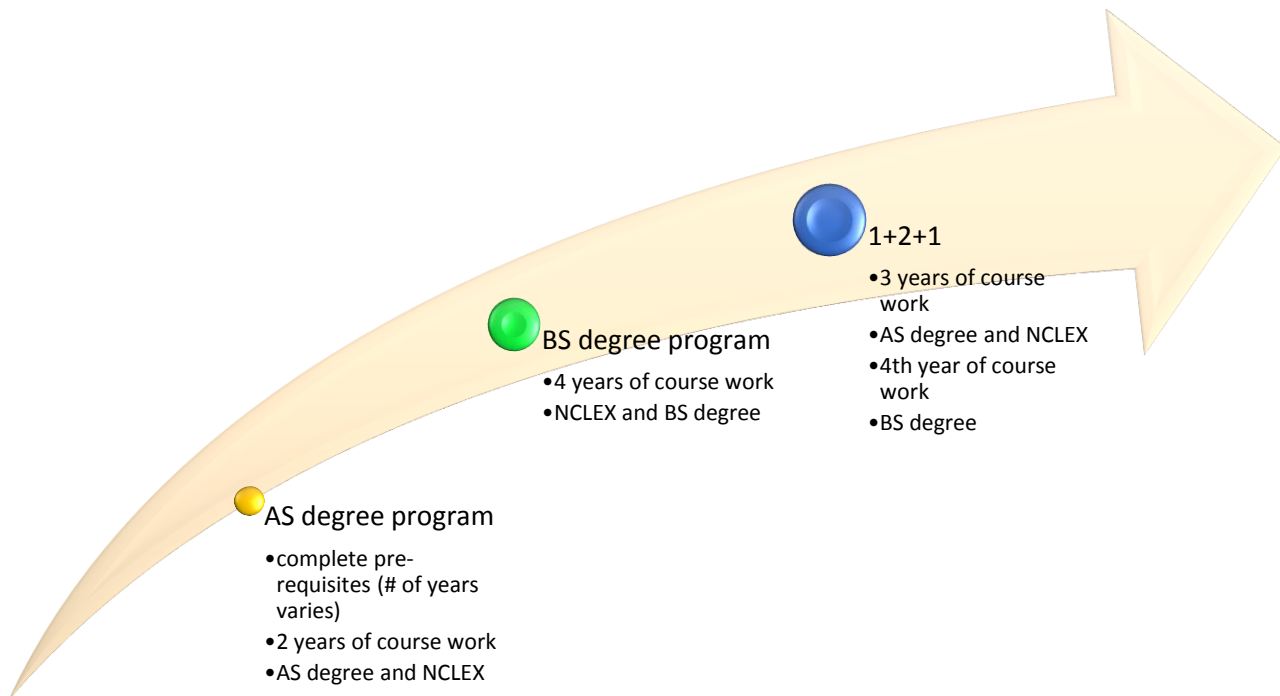 AS degree program
•complete pre-
requisites (# of years
varies)
•2 years of course work
•AS degree and NCLEX
BS degree program
•4 years of course work
•NCLEX and BS degree
1+2+1
•3 years of course
work
•AS degree and NCLEX
•4th year of course
work
•BS degree